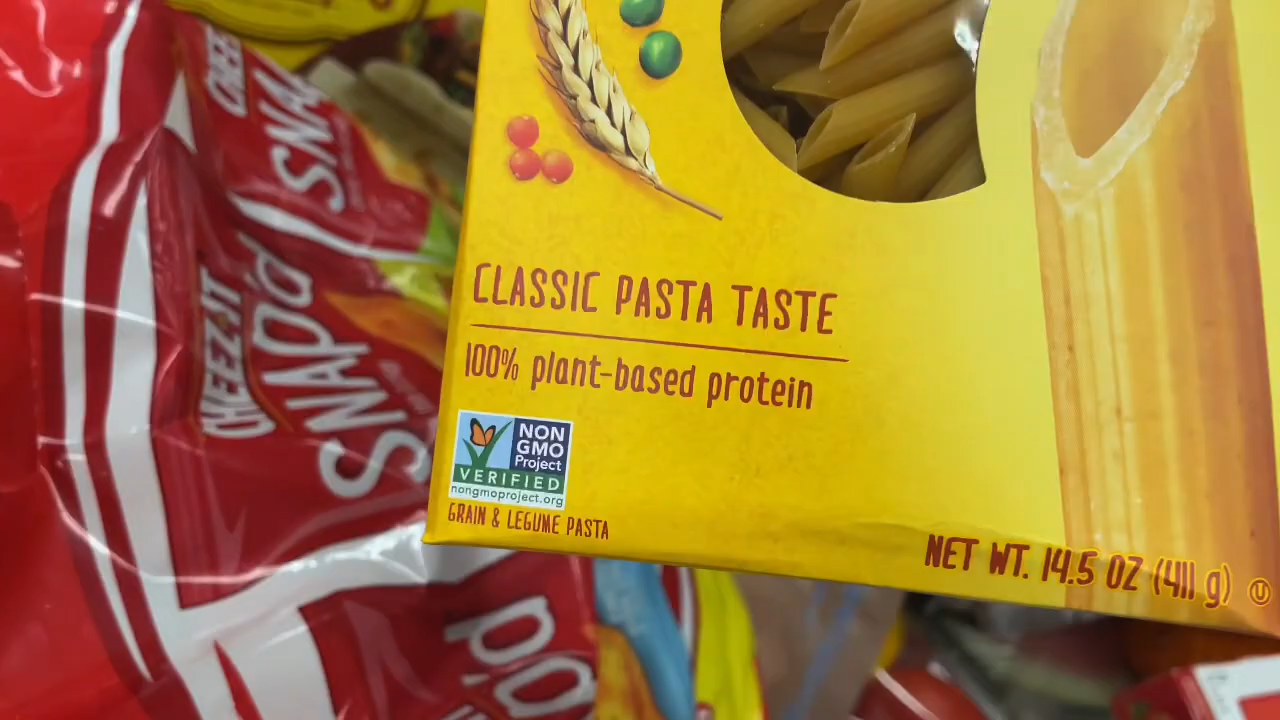 CHEEZ-IT
SNAP'D
CLASSIC PASTA TASTE
100% plant-based protein
NON
GMO
Project
VERIFIED
nongmoproject.org
GRAIN & LEGUME PASTA
NET WT. 14.5 OZ (411 g)
U